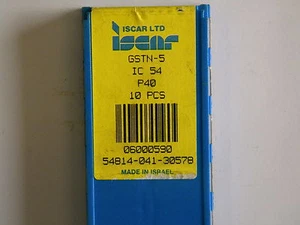 ISCAR LTD
iscar
GSTN-5
IC 54
P40
10 PCS
06000590
54814-041-30578
MADE IN ISRAEL